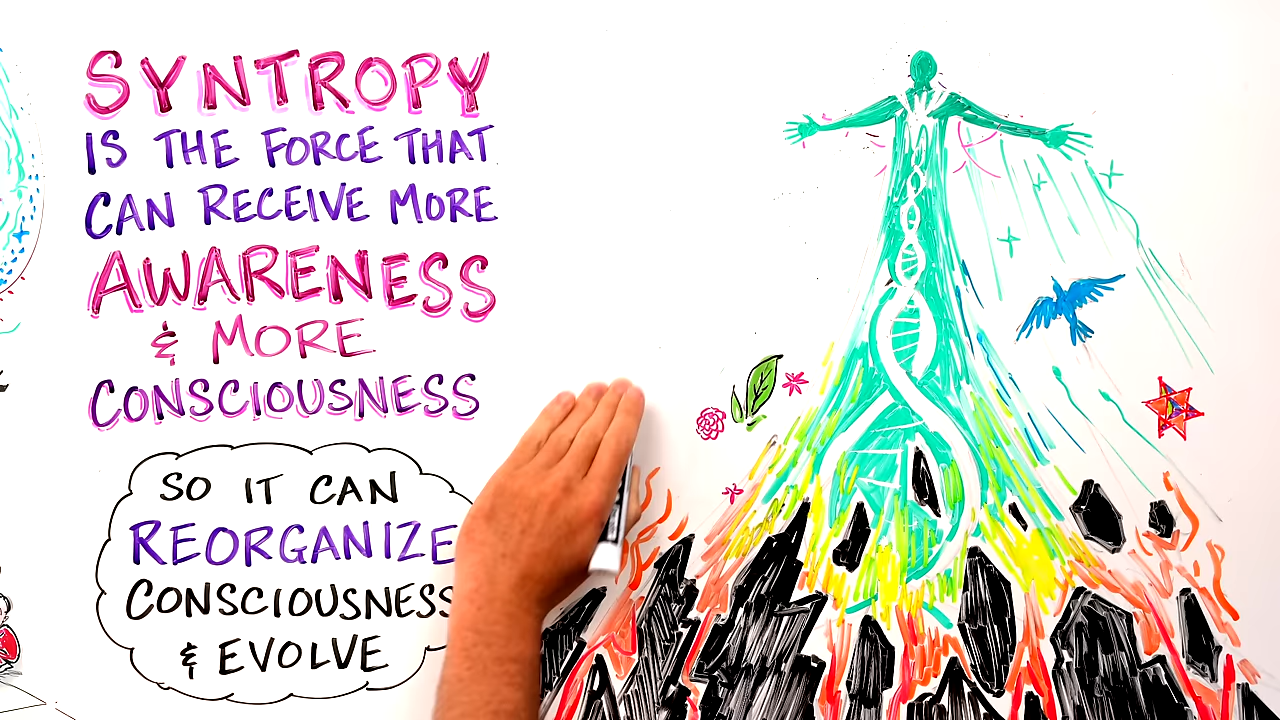 SYNTROPY
IS THE FORCE THAT
CAN RECEIVE MORE
AWARENESS
& MORE
CONSCIOUSNESS
SO IT CAN
REORGANIZE
CONSCIOUSNESS
& EVOLVE